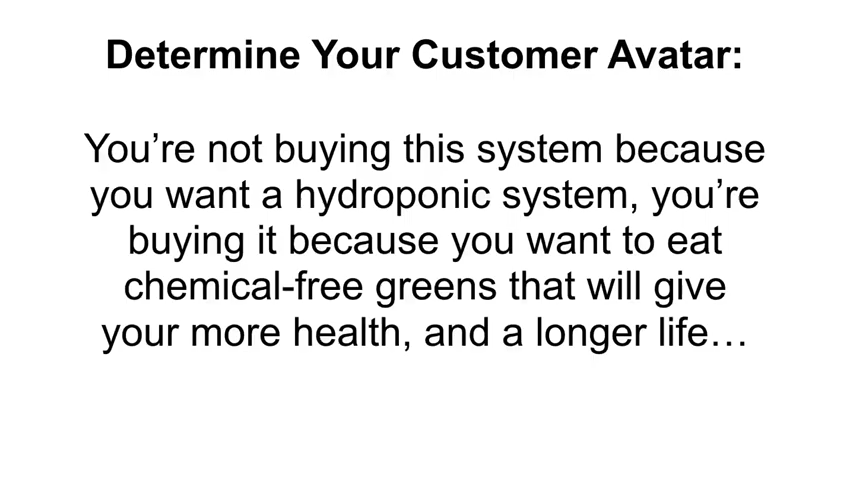 Determine Your Customer Avatar:
You’re not buying this system because
you want a hydroponic system, you’re
buying it because you want to eat
chemical-free greens that will give
your more health, and a longer life…